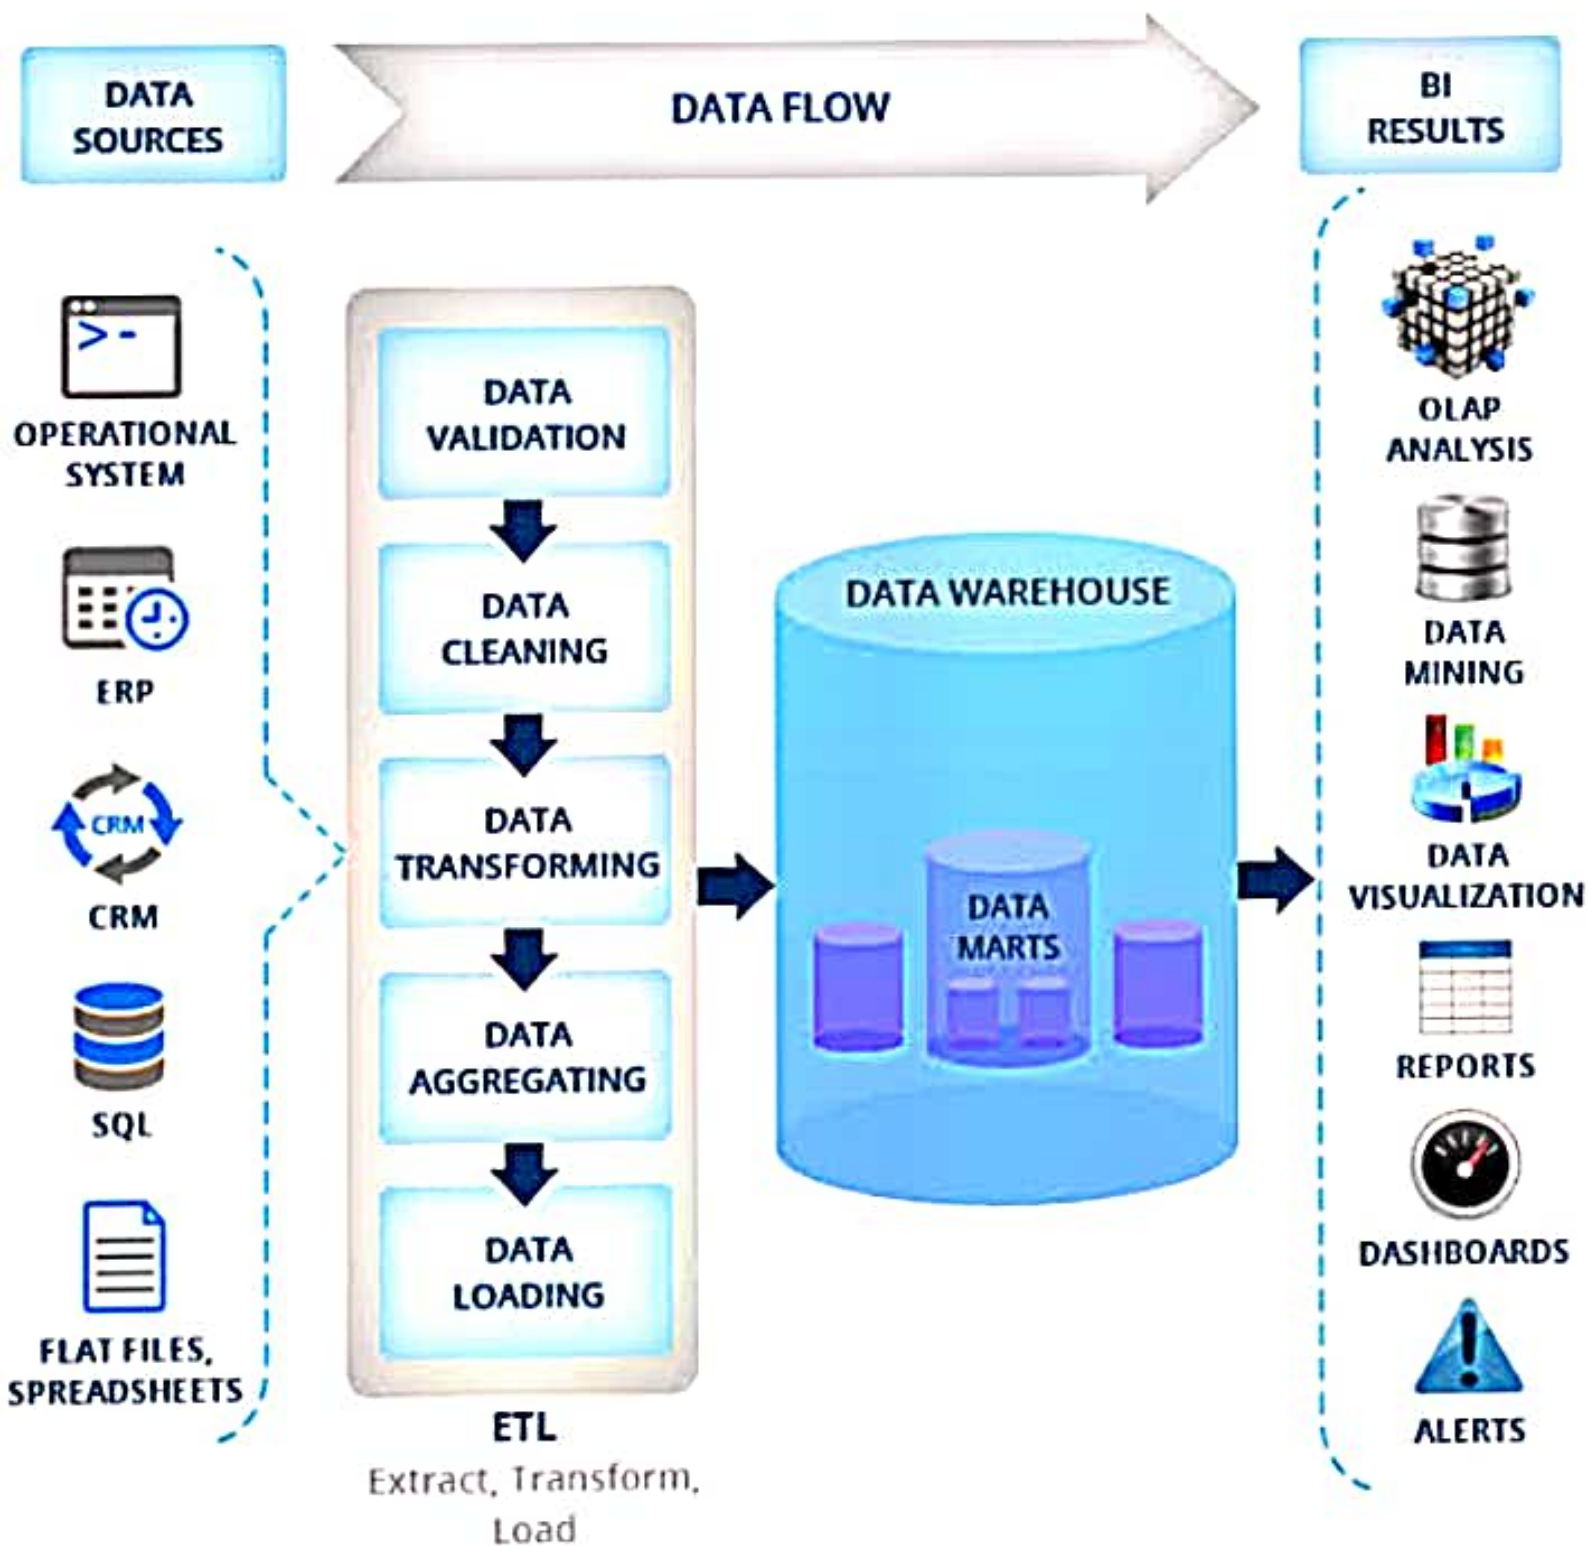 DATA
SOURCES
DATA FLOW
BI
RESULTS
>-
OPERATIONAL
SYSTEM
ERP
CRM
CRM
SQL
FLAT FILES,
SPREADSHEETS
DATA
VALIDATION
DATA
CLEANING
DATA
TRANSFORMING
DATA
AGGREGATING
DATA
LOADING
ETL
Extract, Transform,
Load
DATA WAREHOUSE
DATA
MARTS
OLAP
ANALYSIS
DATA
MINING
DATA
VISUALIZATION
REPORTS
DASHBOARDS
ALERTS